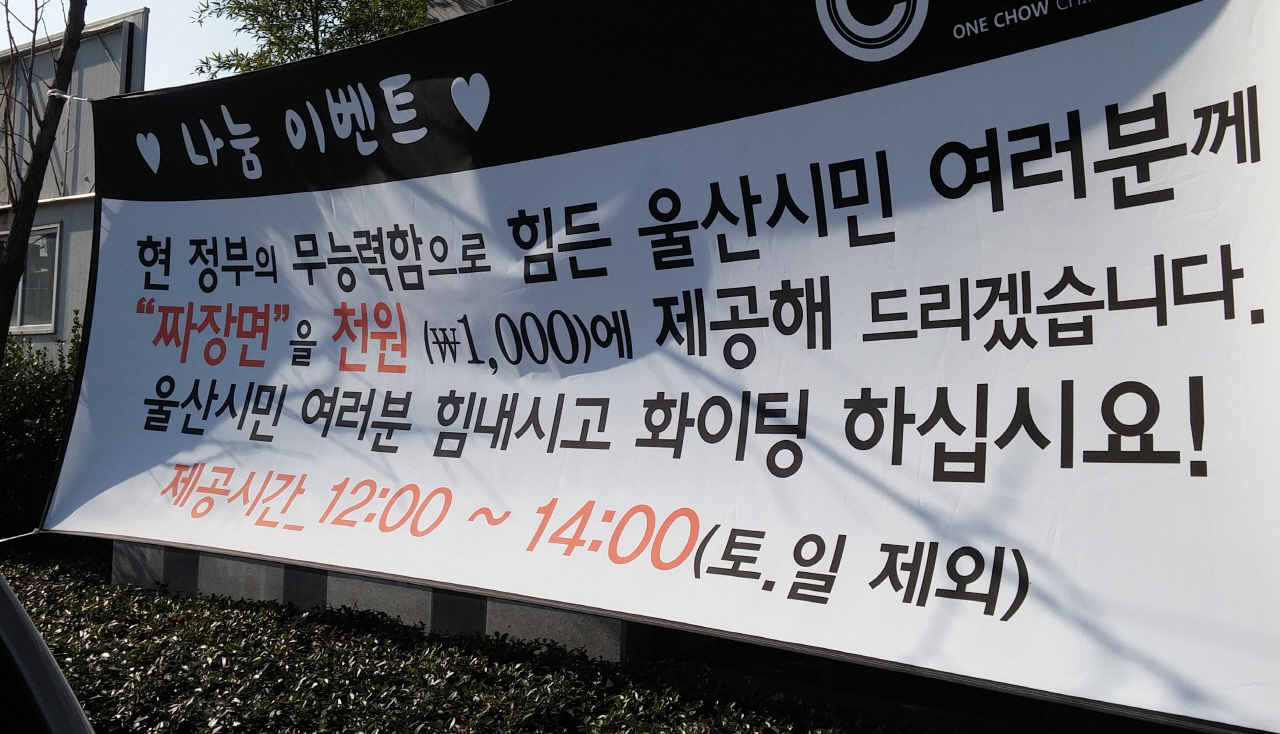 ONE CHOW
♥ 나눔 이벤트 ♥
현 정부의 무능력함으로 힘든 울산시민 여러분께
“짜장면”을 천원 (₩1,000)에 제공해 드리겠습니다.
울산시민 여러분 힘내시고 화이팅 하십시요!
제공시간_ 12:00 ~ 14:00(토.일 제외)